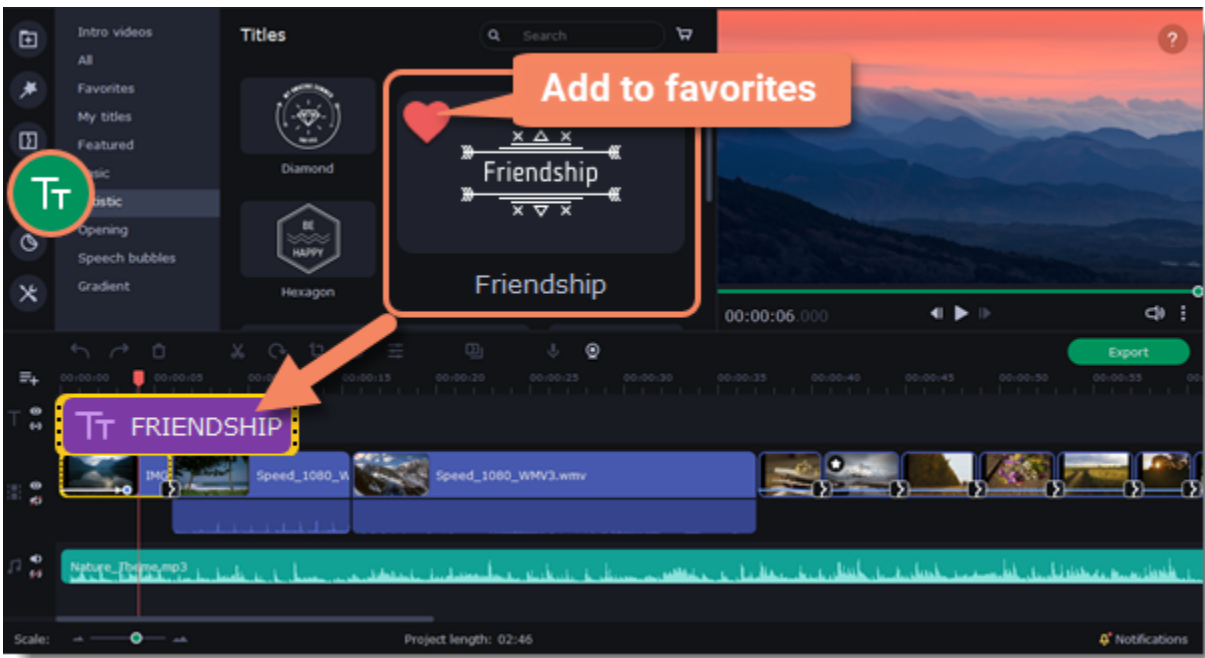 Intro videos
All
Favorites
My titles
Featured
Opening
Speech bubbles
Gradient
Titles
Search
Add to favorites
Diamond
BE
HAPPY
Hexagon
Friendship
Friendship
?
00:00:06.000
Export
00:00:00
00:00:05
00:00:15
00:00:20
00:00:25
00:00:30
00:00:35
00:00:40
00:00:45
00:00:50
00:00:55
TT FRIENDSHIP
Speed_1080_W
Speed_1080_WMV3.wmv
Nature_Theme.mp3
Scale:
Project length: 02:46
Notifications